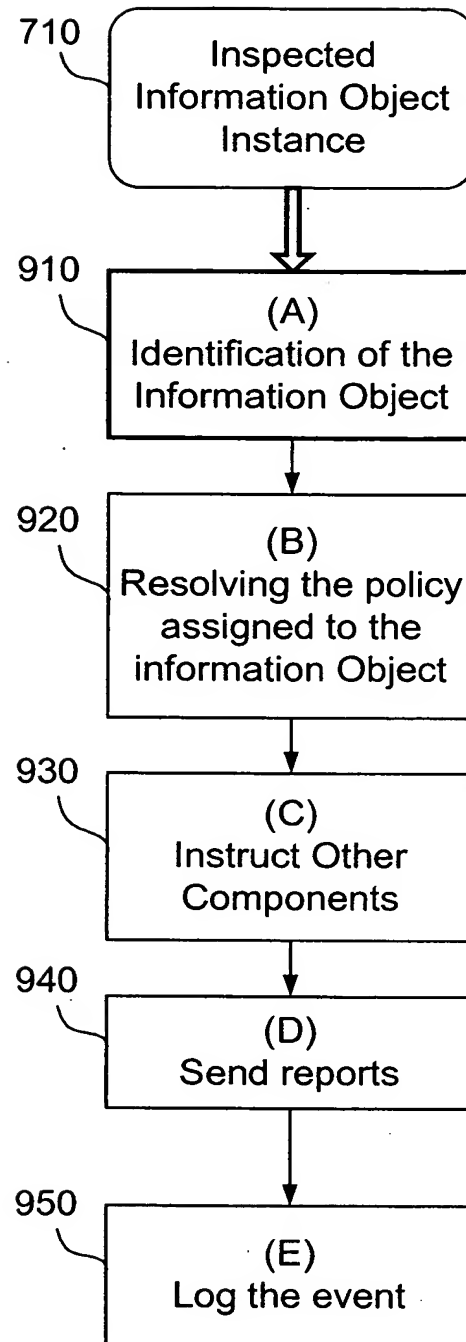 710
Inspected
Information Object
Instance
910
(A)
Identification of the
Information Object
920
(B)
Resolving the policy
assigned to the
information Object
930
(C)
Instruct Other
Components
940
(D)
Send reports
950
(E)
Log the event